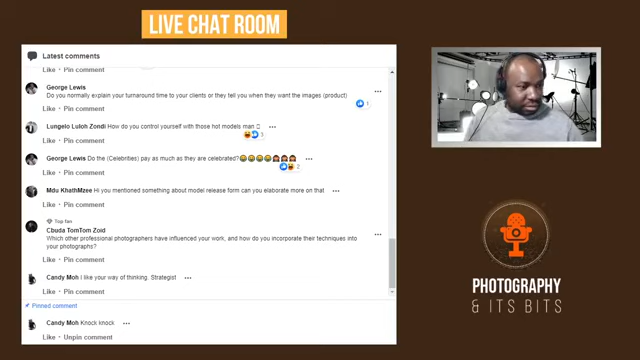 LIVE CHAT ROOM
Latest comments
Like • Pin comment
George Lewis
Do you normally explain your turnaround time to your clients or they tell you when they want the images (product)
1
Like • Pin comment
Lungelo Luloh Zondi How do you control yourself with those hot models man
3
Like • Pin comment
George Lewis Do the (Celebrities) pay as much as they are celebrated?😂😂😂😂
2
Like • Pin comment
Mdu KhathMzee Hi you mentioned something about model release form can you elaborate more on that
Like • Pin comment
Top fan
Cbuda TomTom Zoid
Which other professional photographers have influenced your work, and how do you incorporate their techniques into
your photographs?
Like • Pin comment
Candy Moh I like your way of thinking. Strategist
Like • Pin comment
Pinned comment
Candy Moh Knock knock
Like • Unpin comment
PHOTOGRAPHY
& ITS BITS